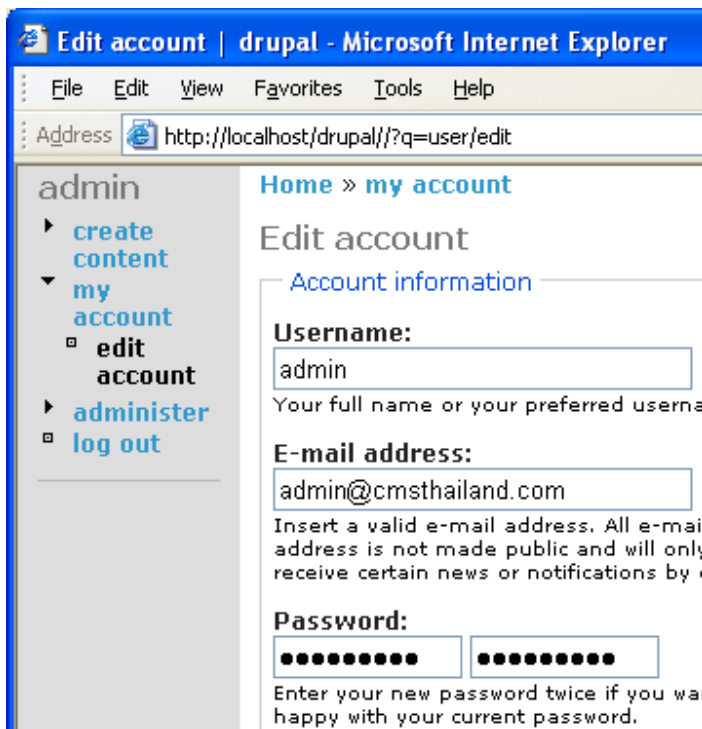 Edit account | drupal - Microsoft Internet Explorer
File Edit View Favorites Tools Help
Address http://localhost/drupal//?q=user/edit
admin
create
content
my
account
edit
account
administer
log out
Home » my account
Edit account
Account information
Username:
admin
Your full name or your preferred
E-mail address:
admin@cmsthailand.com
Insert a valid e-mail address. All
address is not made public and will only
receive certain news or notifications by
Password:
●●●●●●●●● ●●●●●●●●●
Enter your new password twice if you
happy with your current password.